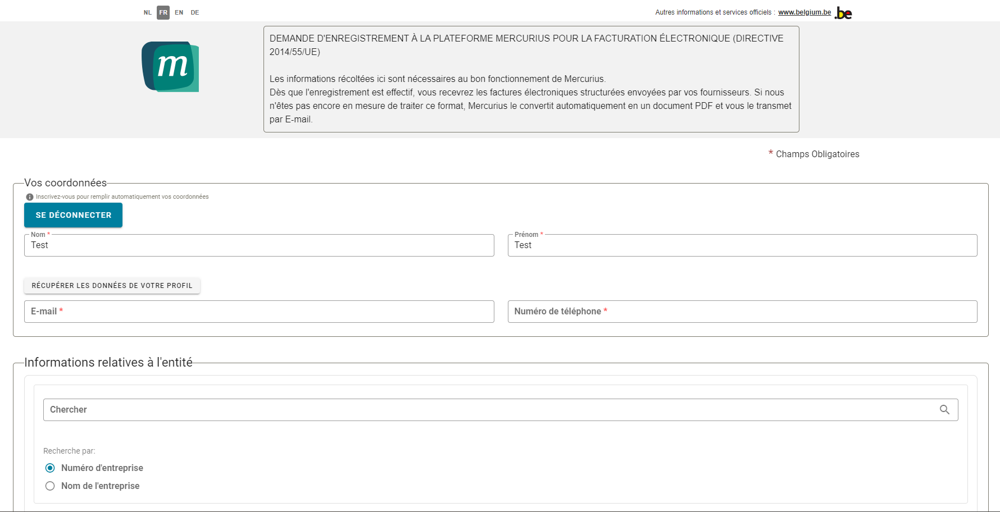 NL FR EN DE
Autres informations et services officiels : www.belgium.be .be
m
DEMANDE D'ENREGISTREMENT À LA PLATEFORME MERCURIUS POUR LA FACTURATION ÉLECTRONIQUE (DIRECTIVE
2014/55/UE)
Les informations récoltées ici sont nécessaires au bon fonctionnement de Mercurius.
Dès que l'enregistrement est effectif, vous recevrez les factures électroniques structurées envoyées par vos fournisseurs. Si nous
n'êtes pas encore en mesure de traiter ce format, Mercurius le convertit automatiquement en un document PDF et vous le transmet
par E-mail.
* Champs Obligatoires
Vos coordonnées
Inscrivez-vous pour remplir automatiquement vos coordonnées
SE DÉCONNECTER
Nom *
Test
Prénom *
Test
RÉCUPÉRER LES DONNÉES DE VOTRE PROFIL
E-mail *
Numéro de téléphone *
Informations relatives à l'entité
Chercher
Recherche par:
Numéro d'entreprise
Nom de l'entreprise